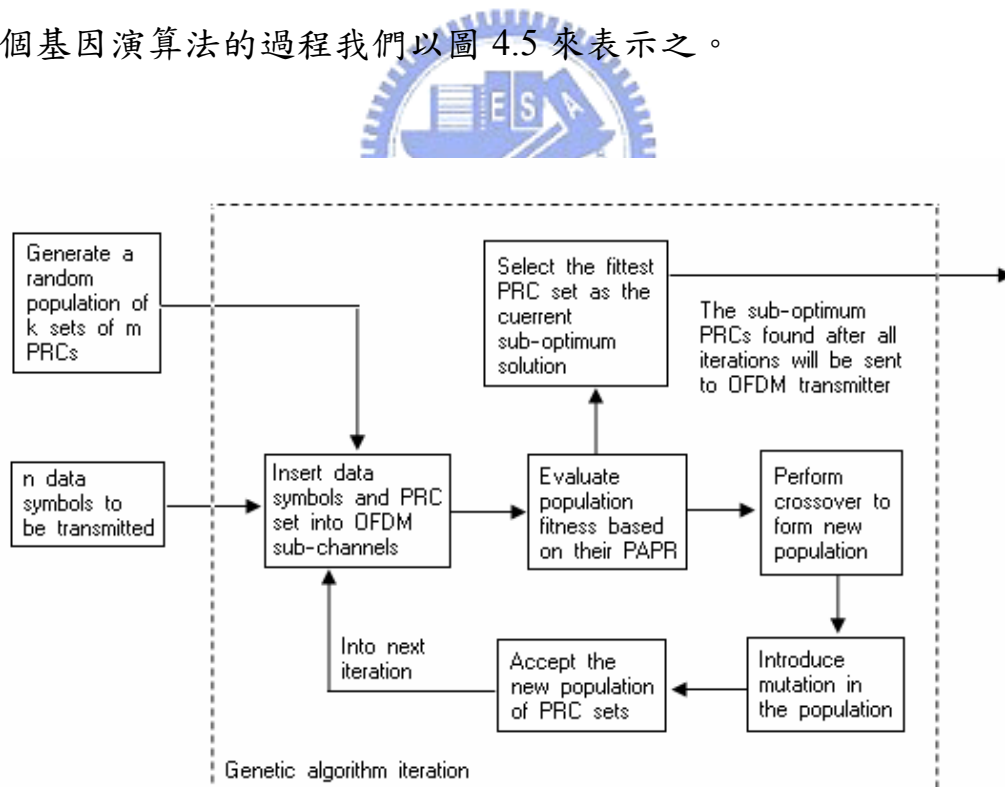 個基因演算法的過程我們以圖 4.5 來表示之。
E S A
Generate a
random
population of
k sets of m
PRCs
Select the fittest
PRC set as the
cuerrent
sub-optimum
solution
The sub-optimum
PRCs found after all
iterations will be sent
to OFDM transmitter
n data
symbols to
be transmitted
Insert data
symbols and PRC
set into OFDM
sub-channels
Evaluate
population
fitness based
on their PAPR
Perform
crossover to
form new
population
Into next
iteration
Accept the
new population
of PRC sets
Introduce
mutation in
the population
Genetic algorithm iteration